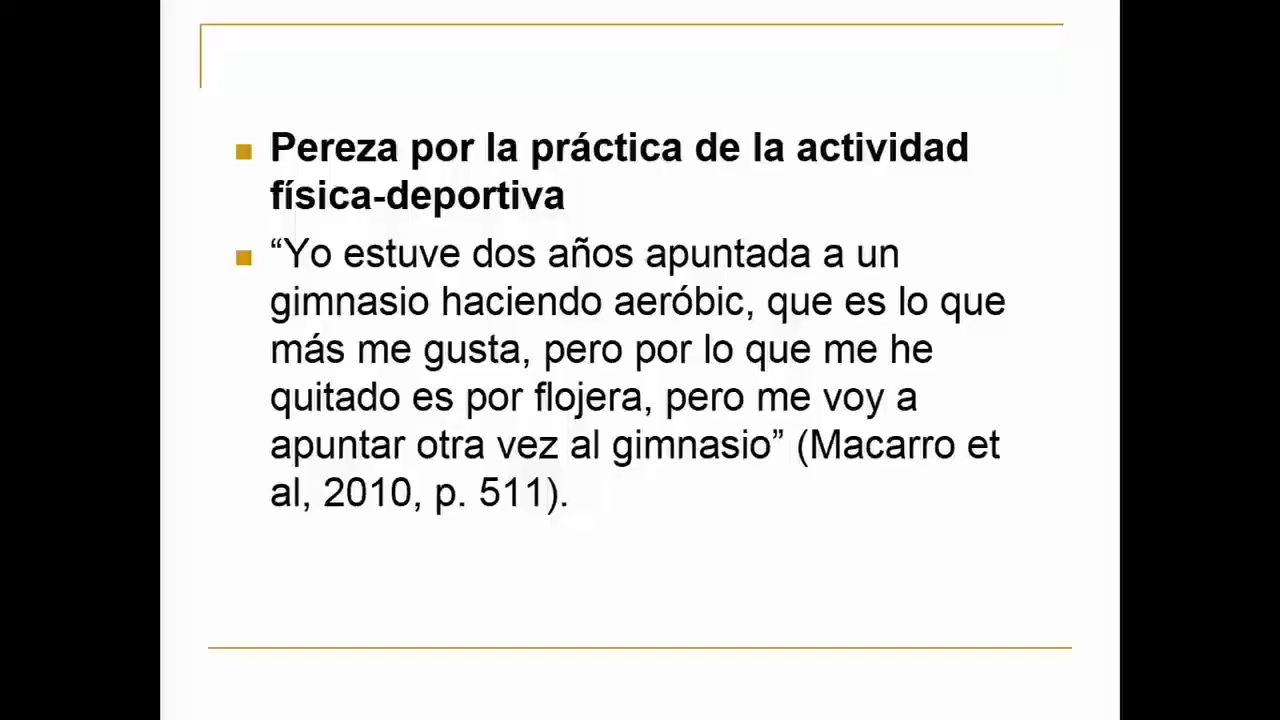 Pereza por la práctica de la actividad
física-deportiva
“Yo estuve dos años apuntada a un
gimnasio haciendo aeróbic, que es lo que
más me gusta, pero por lo que me he
quitado es por flojera, pero me voy a
apuntar otra vez al gimnasio” (Macarro et
al, 2010, p. 511).